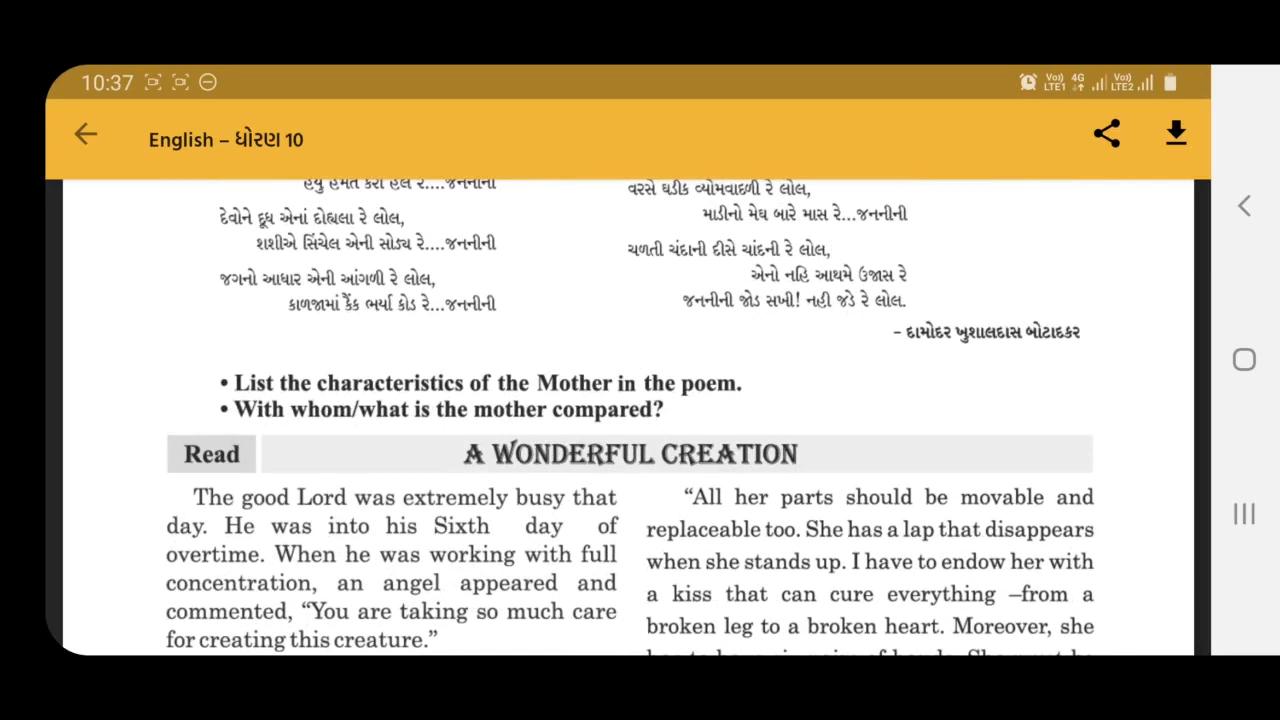 10:37
Vo) LTE1 4G Vo) LTE2
English – ધોરણ 10
દેવોને દૂધ એનાં દોહ્યલા રે લોલ,
શશીએ સિંચેલ એની સોડ્ય રે....જનનીની
જગનો આધાર એની આંગળી રે લોલ,
કાળજામાં કૈંક ભર્યા કોડ રે...જનનીની
વરસે ઘડીક વ્યોમવાદળી રે લોલ,
માડીનો મેઘ બારે માસ રે...જનનીની
ચળતી ચંદાની દીસે ચાંદની રે લોલ,
એનો નહિ આથમે ઉજાસ રે
જનનીની જોડ સખી! નહી જડે રે લોલ.
– દામોદર ખુશાલદાસ બોટાદકર
• List the characteristics of the Mother in the poem.
• With whom/what is the mother compared?
Read
A WONDERFUL CREATION
The good Lord was extremely busy that
day. He was into his Sixth day of
overtime. When he was working with full
concentration, an angel appeared and
commented, “You are taking so much care
for creating this creature.”
“All her parts should be movable and
replaceable too. She has a lap that disappears
when she stands up. I have to endow her with
a kiss that can cure everything –from a
broken leg to a broken heart. Moreover, she